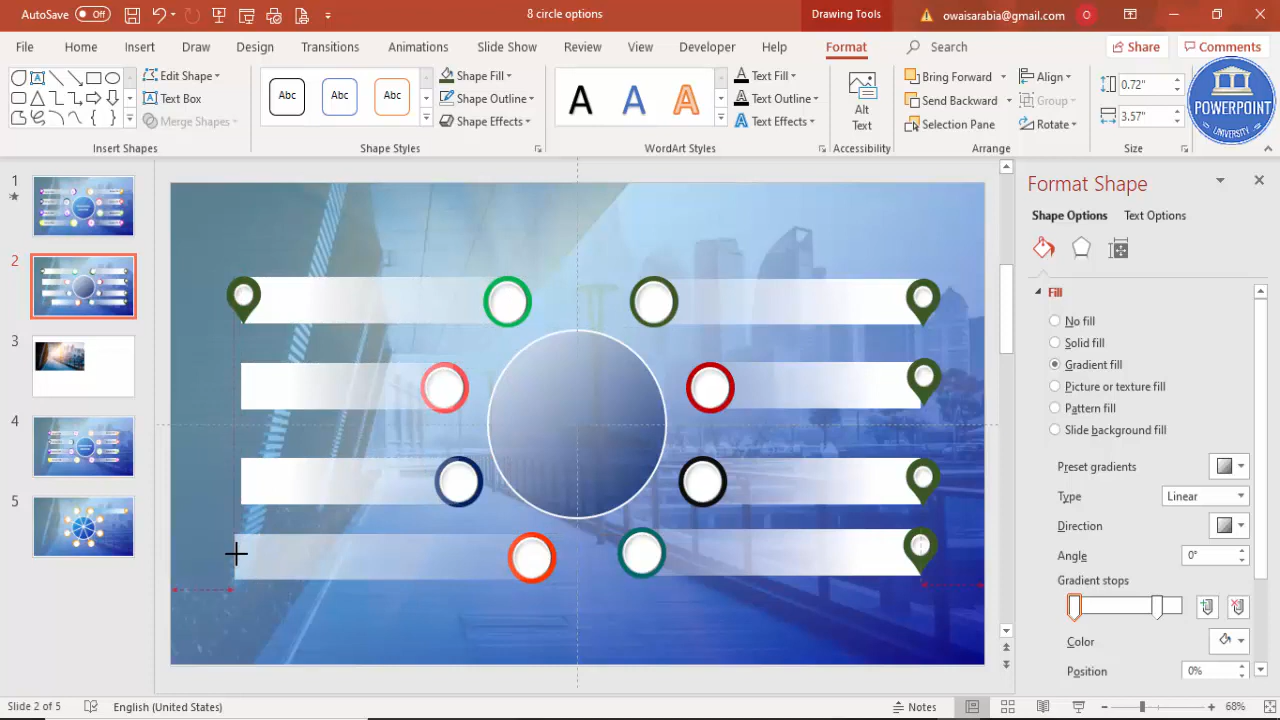 AutoSave Off
8 circle options
Drawing Tools
owaisarabia@gmail.com
O
File Home Insert Draw Design Transitions Animations Slide Show Review View Developer Help Format Search Share Comments
Edit Shape
Text Box
Merge Shapes
Insert Shapes
Abc Abc Abc
Shape Fill
Shape Outline
Shape Effects
Shape Styles
A A A
Text Fill
Text Outline
Text Effects
WordArt Styles
Alt
Text
Accessibility
Bring Forward
Send Backward
Selection Pane
Align
Group
Rotate
Arrange
0.72"
3.57"
Size
POWERPOINT
UNIVERSITY
1
2
3
4
5
Format Shape
Shape Options Text Options
Fill
No fill
Solid fill
Gradient fill
Picture or texture fill
Pattern fill
Slide background fill
Preset gradients
Type Linear
Direction
Angle 0°
Gradient stops
Color
Position 0%
Slide 2 of 5
English (United States)
Notes
68%